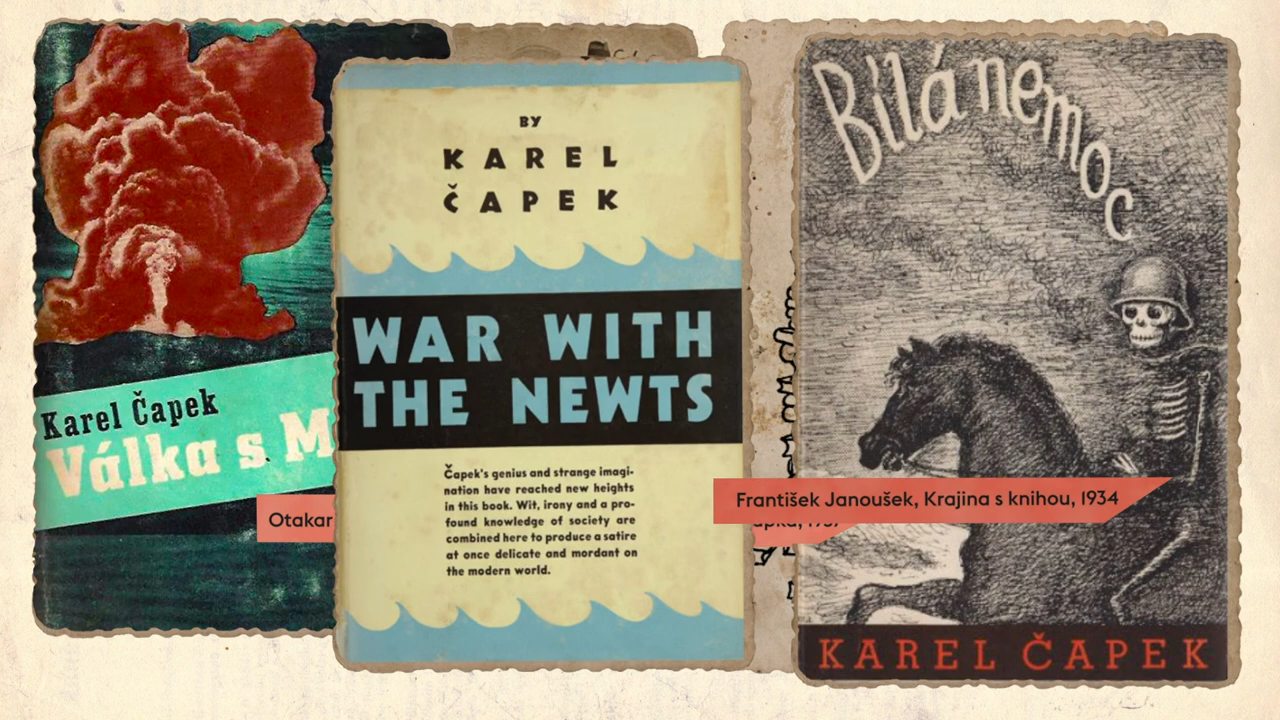 Karel Čapek
Válka s M
Otakar
BY
KAREL
ČAPEK
WAR WITH
THE NEWTS
Čapek's genius and strange imagi-
nation have reached new heights
in this book. Wit, irony and a pro-
found knowledge of society are
combined here to produce a satire
at once delicate and mordant on
the modern world.
František Janoušek, Krajina s knihou, 1934
Bílá nemoc
KAREL ČAPEK